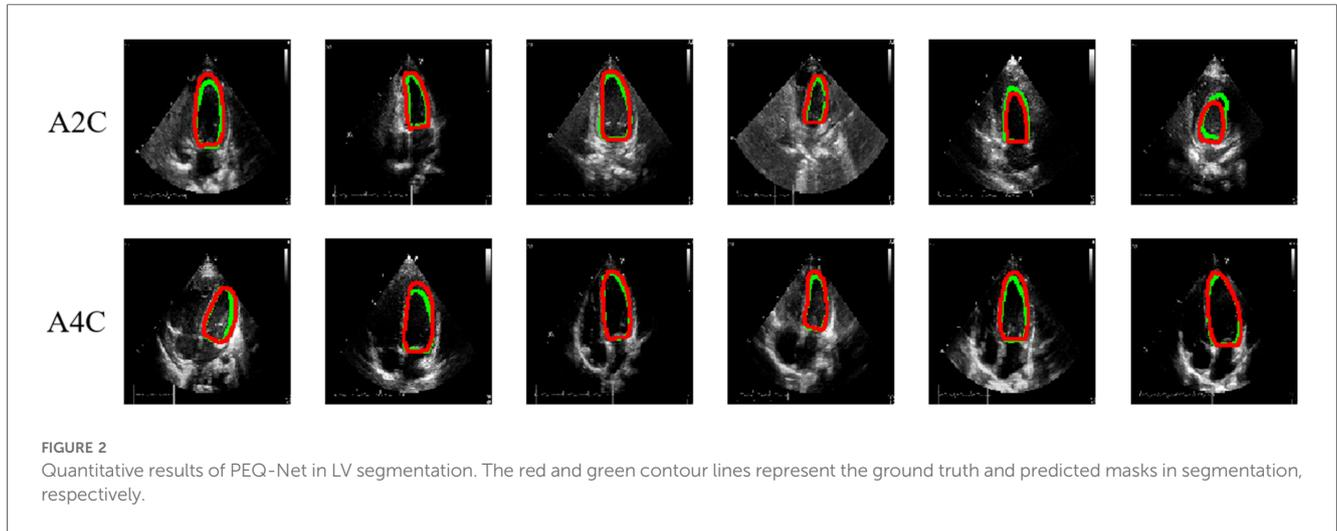 A2C
A4C
FIGURE 2
Quantitative results of PEQ-Net in LV segmentation. The red and green contour lines represent the ground truth and predicted masks in segmentation,
respectively.